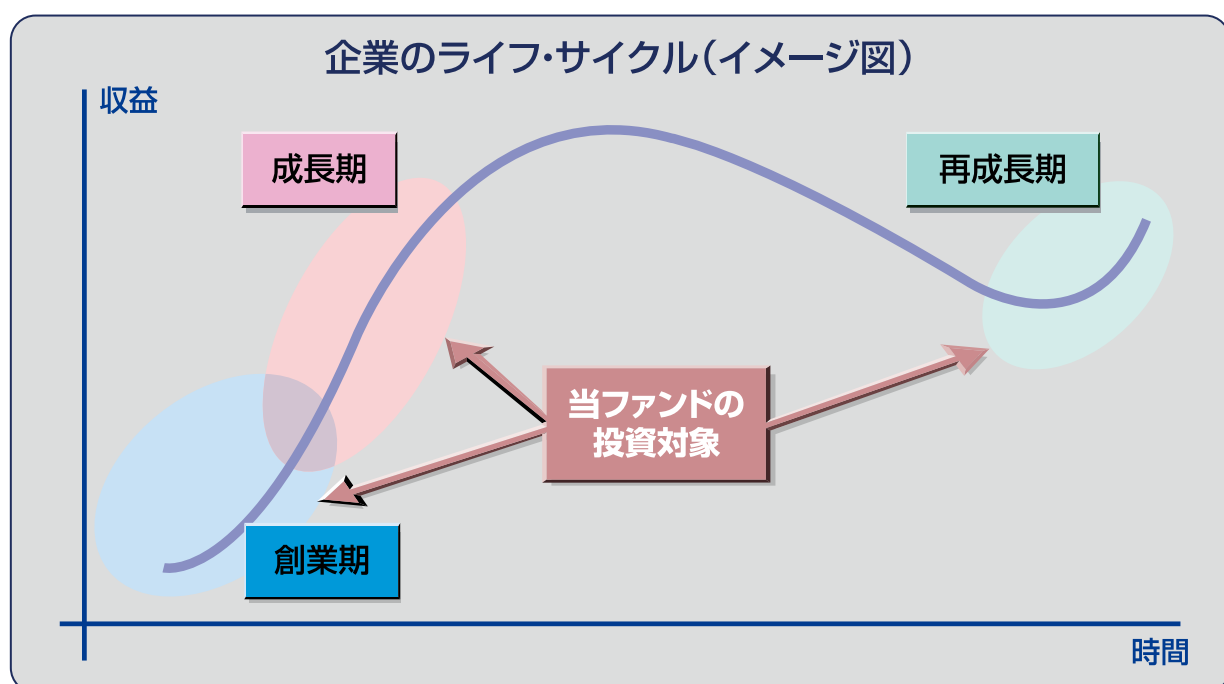 企業のライフ・サイクル（イメージ図）
収益
成長期
再成長期
当ファンドの
投資対象
創業期
時間